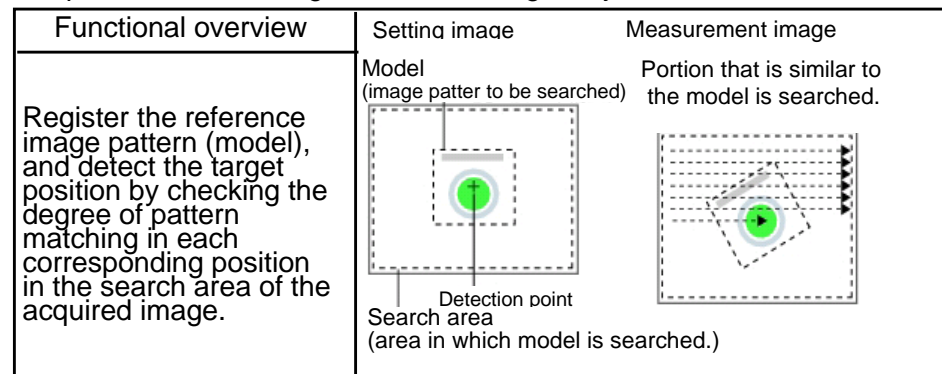 Functional overview
Setting image
Measurement image
Register the reference
image pattern (model),
and detect the target
position by checking the
degree of pattern
matching in each
corresponding position
in the search area of the
acquired image.
Model
(image patter to be searched)
Detection point
Search area
(area in which model is searched.)
Portion that is similar to
the model is searched.